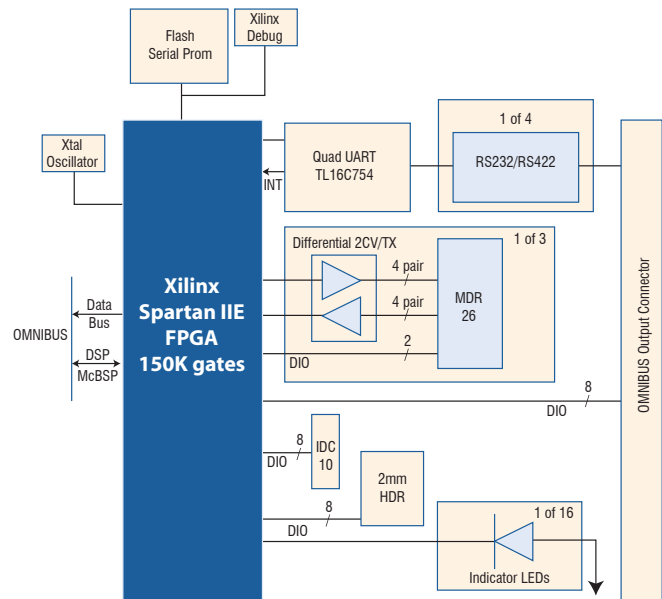 Flash
Serial Prom
Xilinx
Debug
Xtal
Oscillator
Quad UART
TL16C754
INT
1 of 4
RS232/RS422
Xilinx
Spartan IIE
FPGA
150K gates
Differential 2CV/TX
1 of 3
4 pair
4 pair
MDR
26
2
DIO
OMNIBUS
Data
Bus
DSP
McBSP
8
DIO
OMNIBUS Output Connector
8
DIO
IDC
10
2mm
HDR
8
DIO
1 of 16
Indicator LEDs